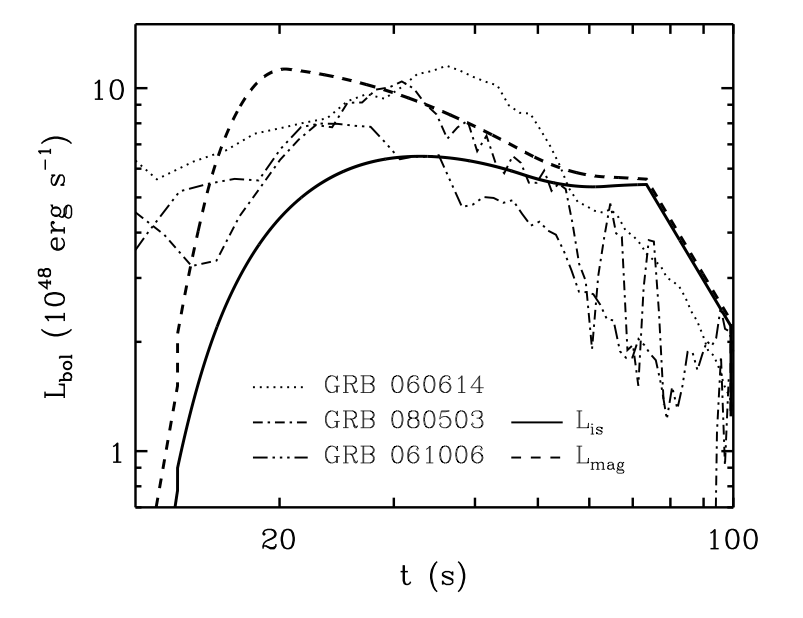 10
1
L_bol (10^48 erg s^−1)
GRB 060614
GRB 080503
GRB 061006
L_is
L_mag
20
100
t (s)